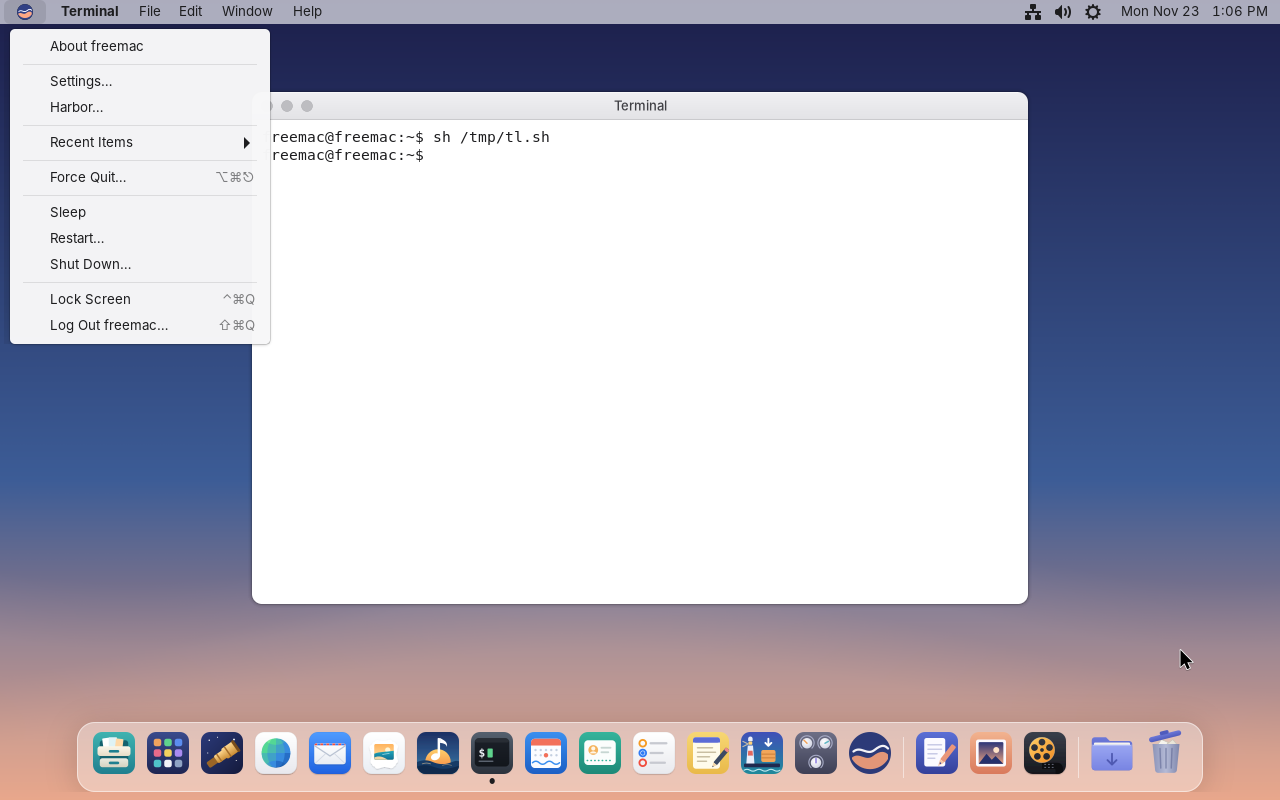 Terminal File Edit Window Help Mon Nov 23 1:06 PM
About freemac
Settings...
Harbor...
Recent Items
Force Quit... ⌥⌘⎋
Sleep
Restart...
Shut Down...
Lock Screen ^⌘Q
Log Out freemac... ⇧⌘Q
Terminal
reemac@freemac:~$ sh /tmp/tl.sh
reemac@freemac:~$
$